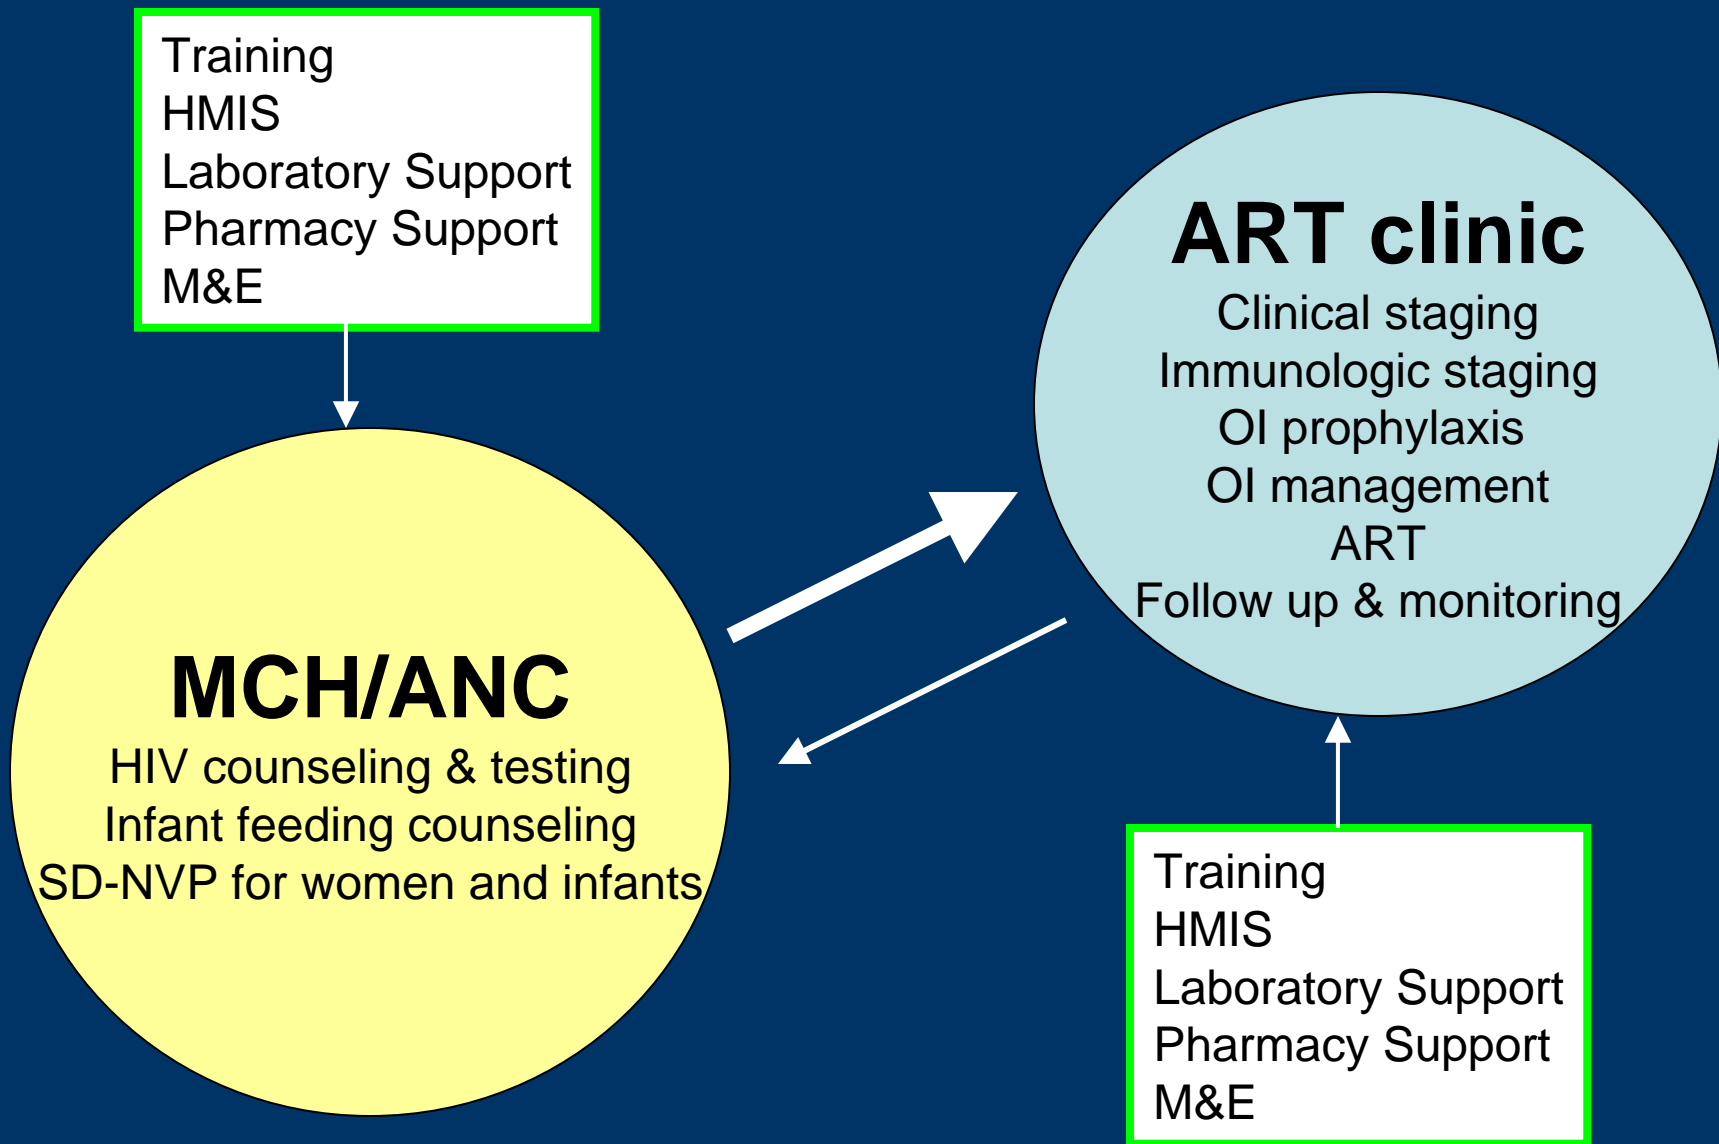 Training
HMIS
Laboratory Support
Pharmacy Support
M&E
ART clinic
Clinical staging
Immunologic staging
OI prophylaxis
OI management
ART
Follow up & monitoring
MCH/ANC
HIV counseling & testing
Infant feeding counseling
SD-NVP for women and infants
Training
HMIS
Laboratory Support
Pharmacy Support
M&E